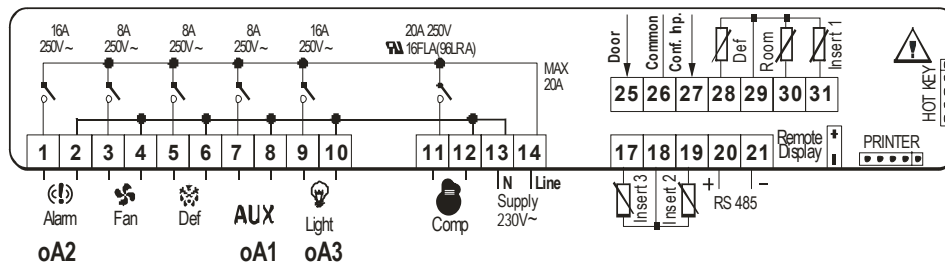 16A 8A 8A 8A 16A 20A 250V
250V~ 250V~ 250V~ 250V~ 250V~ 16FLA(96LRA)
MAX
20A
Door
Common
Conf. hp.
Def
Room
Insert 1
HOT KEY
25 26 27 28 29 30 31
1 2 3 4 5 6 7 8 9 10 11 12 13 14
17 18 19 20 21
Remote
Display
+
-
PRINTER
Alarm Fan Def AUX Light Comp
N Line
Supply
230V~
Insert 3
Insert 2
+ -
RS 485
oA2 oA1 oA3